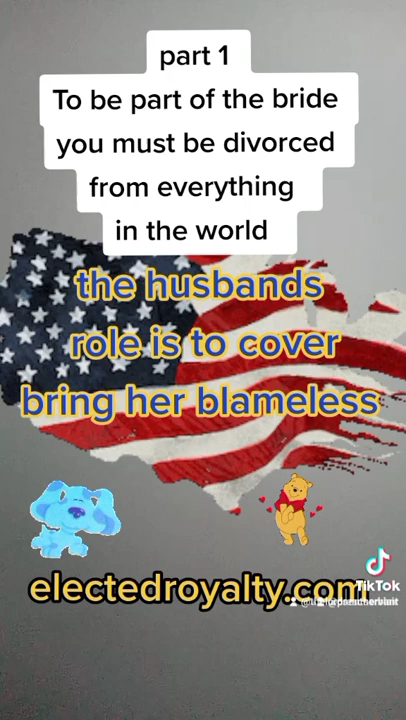 part 1
To be part of the bride
you must be divorced
from everything
in the world
the husbands
role is to cover
bring her blameless
electedroyalty.com
TikTok